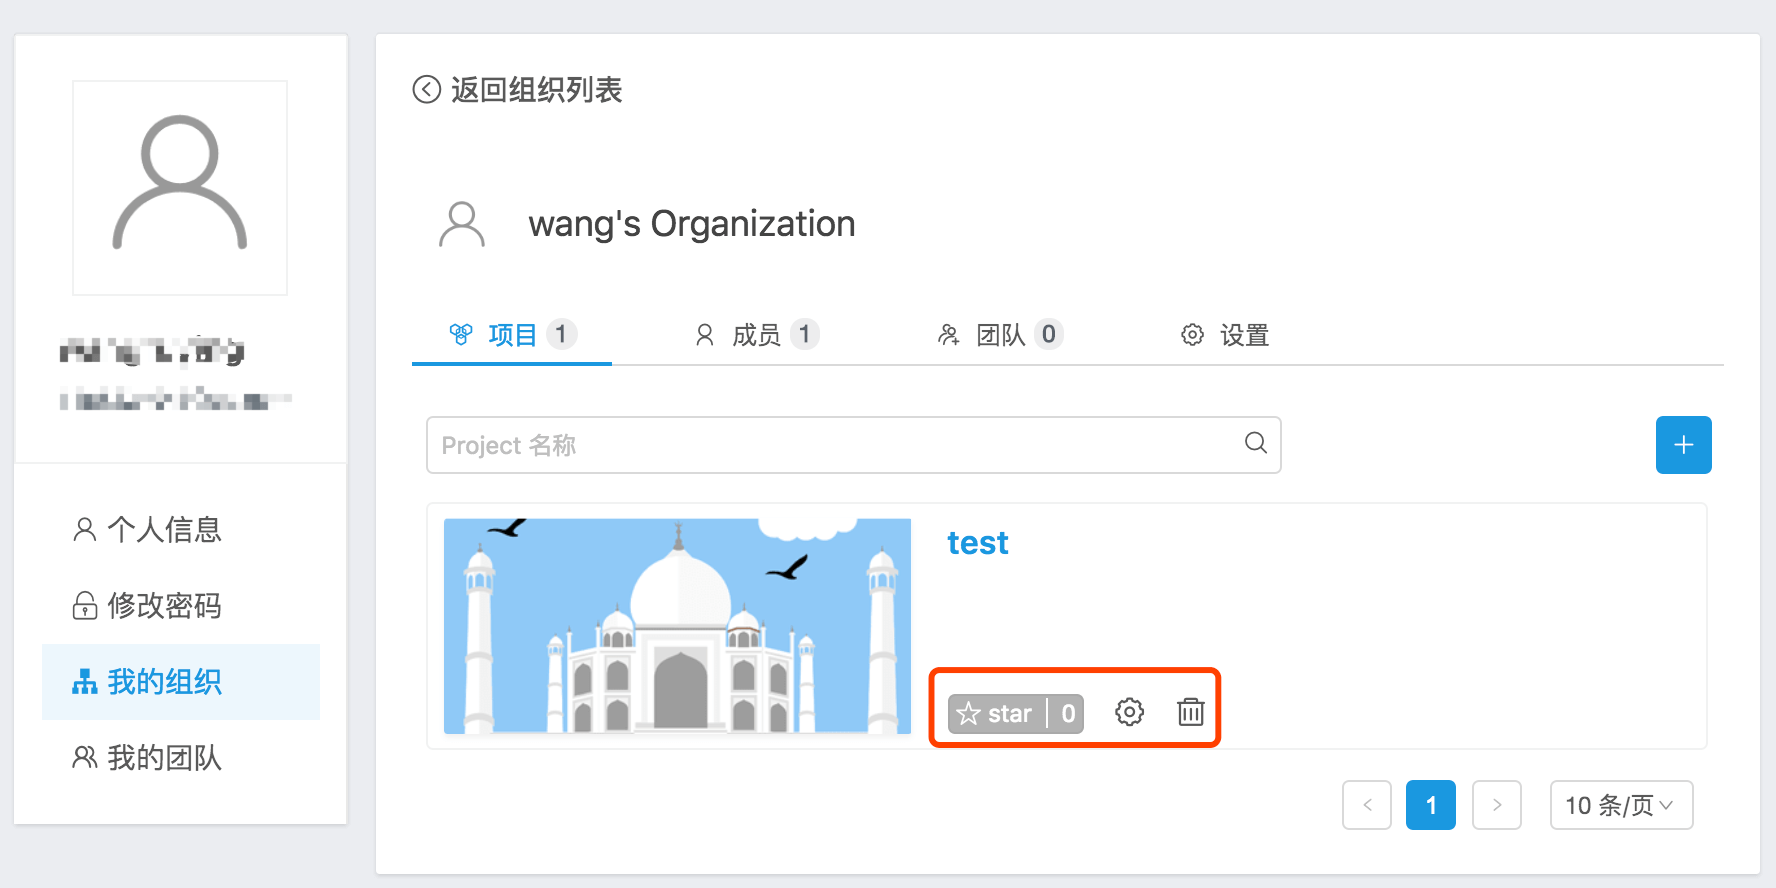 返回组织列表
wang's Organization
项目 1
成员 1
团队 0
设置
Project 名称
test
star 0
个人信息
修改密码
我的组织
我的团队
1
10 条/页